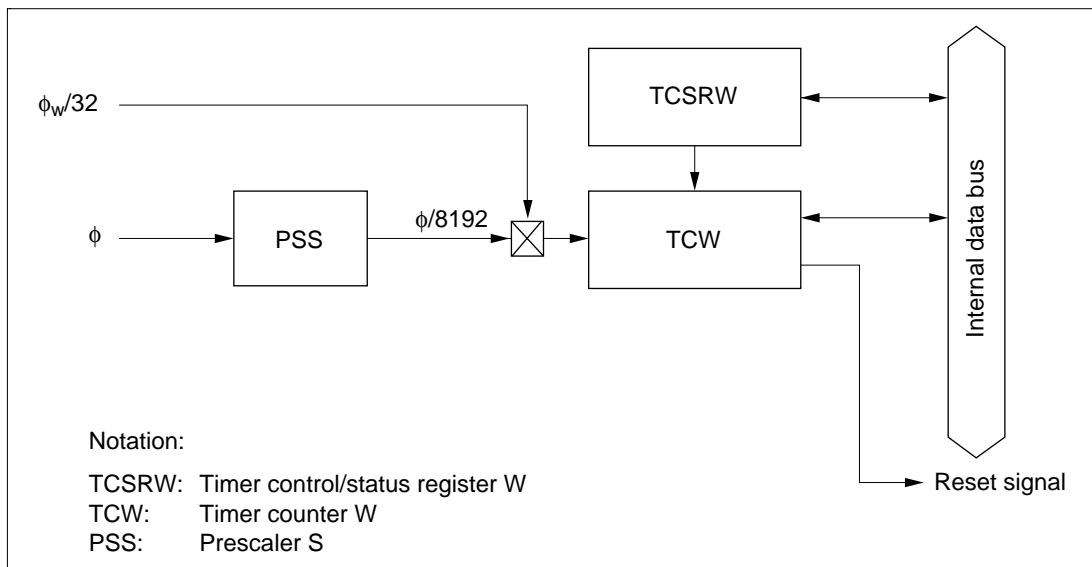 TCSRW
ϕw/32
ϕ/8192
ϕ
PSS
TCW
Internal data bus
Notation:
TCSRW: Timer control/status register W
TCW: Timer counter W
PSS: Prescaler S
Reset signal